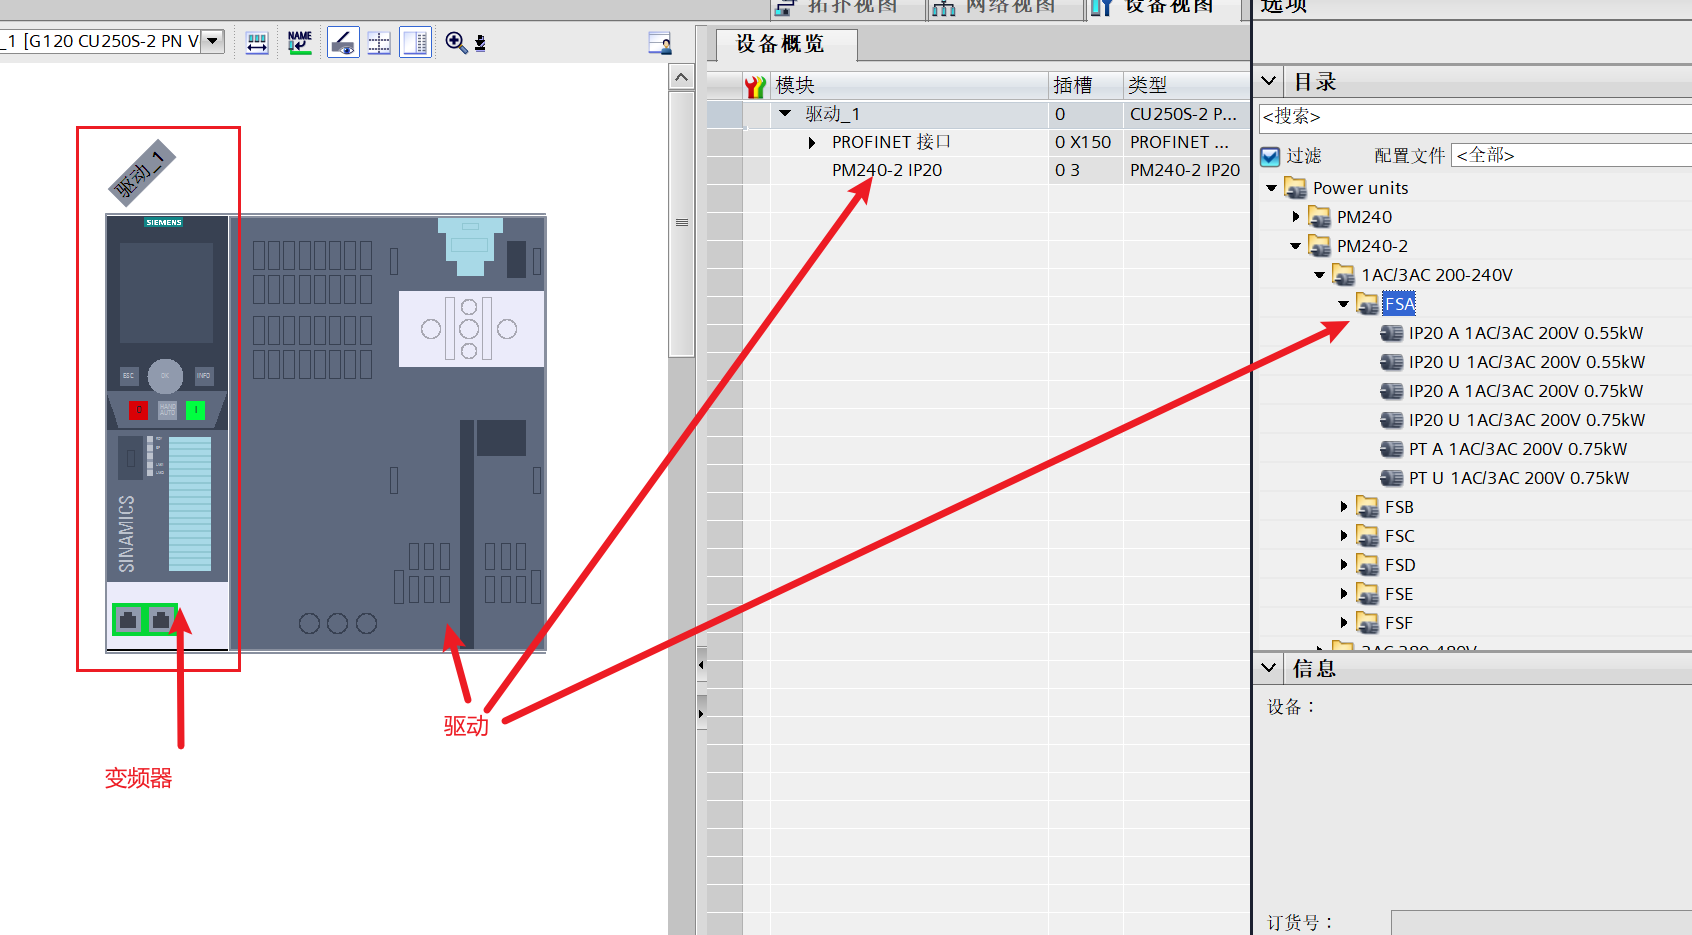 拓扑视图
网络视图
设备视图
选项
_1 [G120 CU250S-2 PN V
NAME
设备概览
模块
插槽
类型
驱动_1
0
CU250S-2 P...
PROFINET 接口
0 X150
PROFINET ...
PM240-2 IP20
0 3
PM240-2 IP20
驱动_1
SIEMENS
ESC
OK
INFO
HAND
AUTO
SINAMICS
变频器
驱动
目录
<搜索>
过滤
配置文件
<全部>
Power units
PM240
PM240-2
1AC/3AC 200-240V
FSA
IP20 A 1AC/3AC 200V 0.55kW
IP20 U 1AC/3AC 200V 0.55kW
IP20 A 1AC/3AC 200V 0.75kW
IP20 U 1AC/3AC 200V 0.75kW
PT A 1AC/3AC 200V 0.75kW
PT U 1AC/3AC 200V 0.75kW
FSB
FSC
FSD
FSE
FSF
3AC 380-480V
信息
设备：
订货号：